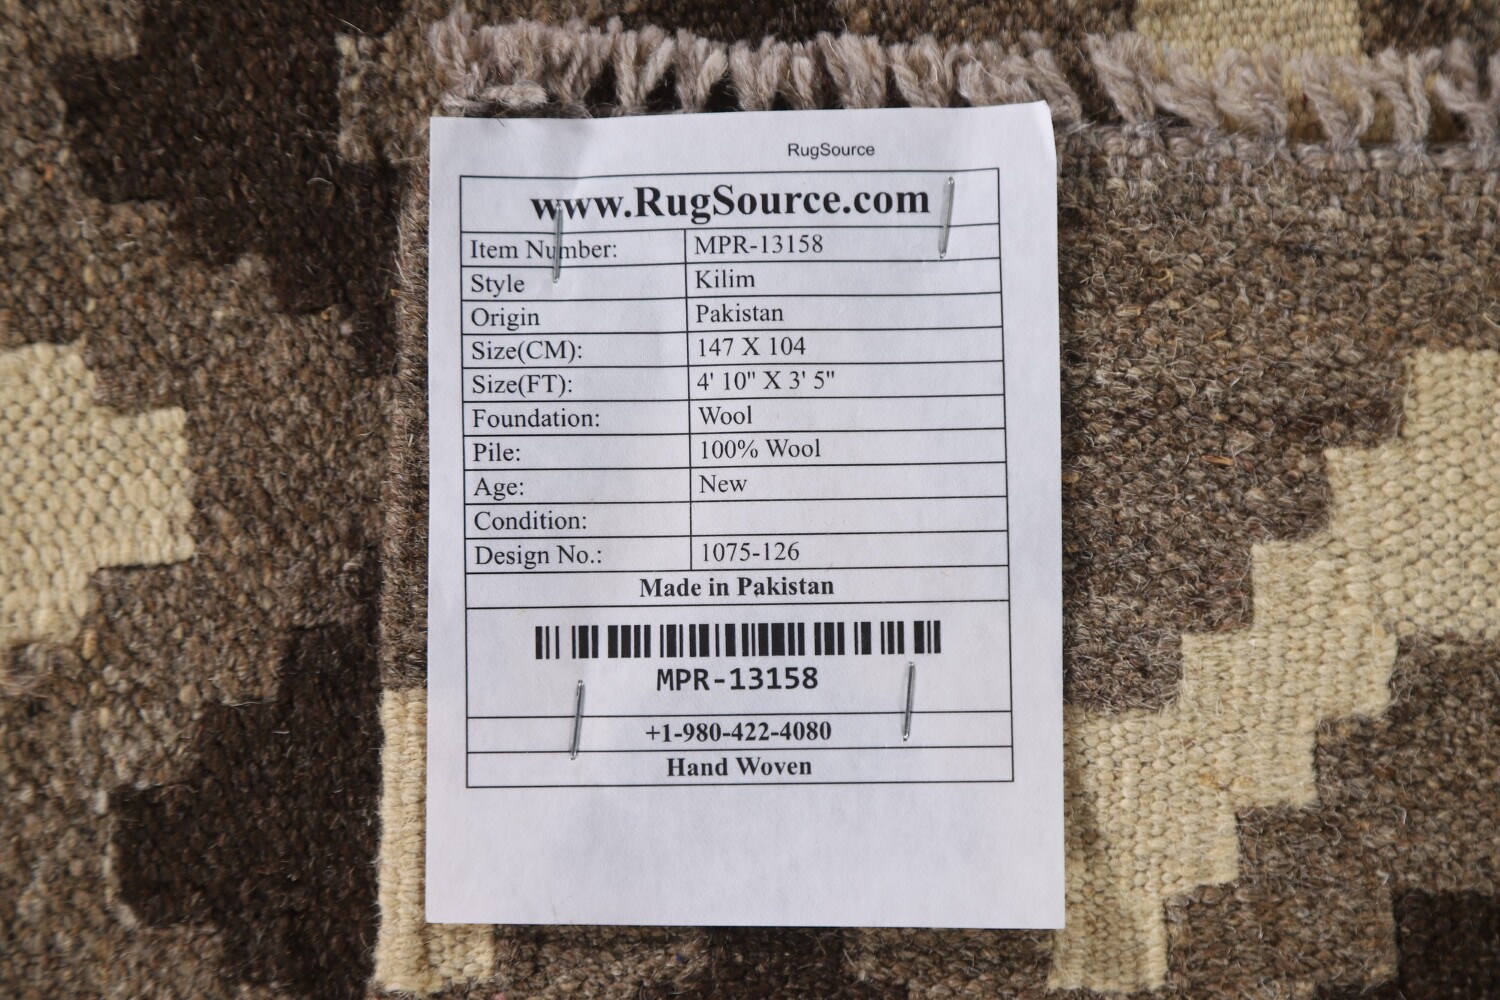 RugSource
www.RugSource.com
Item Number: MPR-13158
Style Kilim
Origin Pakistan
Size(CM): 147 X 104
Size(FT): 4' 10" X 3' 5"
Foundation: Wool
Pile: 100% Wool
Age: New
Condition:
Design No.: 1075-126
Made in Pakistan
MPR-13158
+1-980-422-4080
Hand Woven